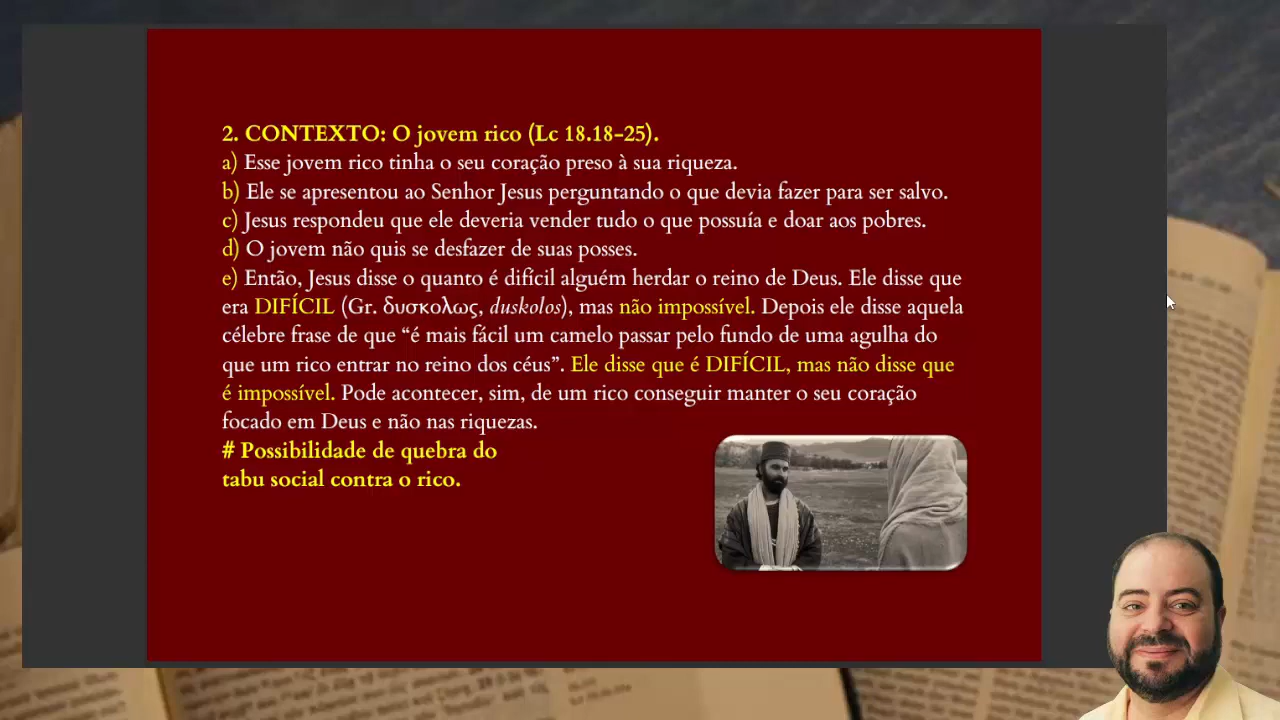 2. CONTEXTO: O jovem rico (Lc 18.18-25).
a) Esse jovem rico tinha o seu coração preso à sua riqueza.
b) Ele se apresentou ao Senhor Jesus perguntando o que devia fazer para ser salvo.
c) Jesus respondeu que ele deveria vender tudo o que possuía e doar aos pobres.
d) O jovem não quis se desfazer de suas posses.
e) Então, Jesus disse o quanto é difícil alguém herdar o reino de Deus. Ele disse que
era DIFÍCIL (Gr. δυσκολως, duskolos), mas não impossível. Depois ele disse aquela
célebre frase de que “é mais fácil um camelo passar pelo fundo de uma agulha do
que um rico entrar no reino dos céus”. Ele disse que é DIFÍCIL, mas não disse que
é impossível. Pode acontecer, sim, de um rico conseguir manter o seu coração
focado em Deus e não nas riquezas.
# Possibilidade de quebra do
tabu social contra o rico.